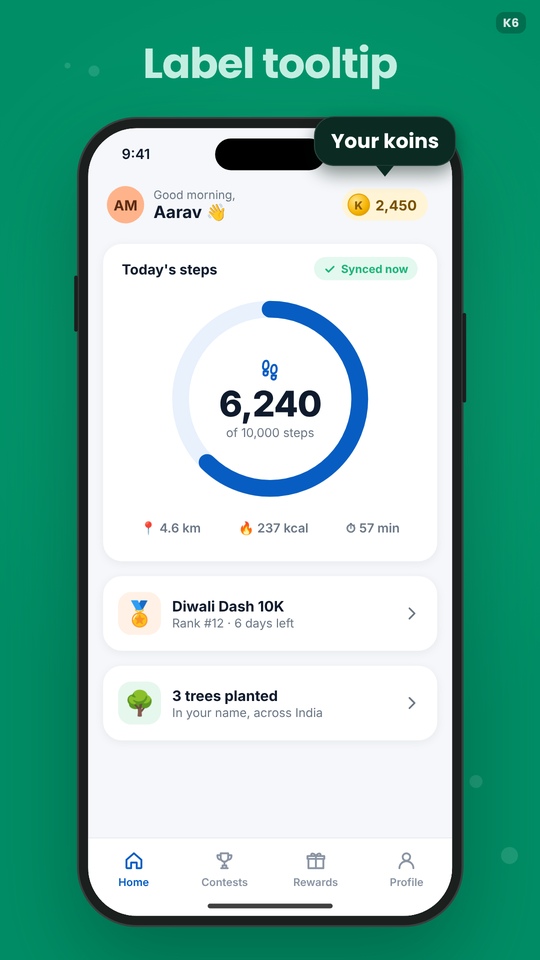 K6
Label tooltip
Your koins
9:41
AM
Good morning,
Aarav 👋
K 2,450
Today's steps
✓ Synced now
6,240
of 10,000 steps
📍 4.6 km
🔥 237 kcal
⏱ 57 min
Diwali Dash 10K
Rank #12 · 6 days left
3 trees planted
In your name, across India
Home
Contests
Rewards
Profile